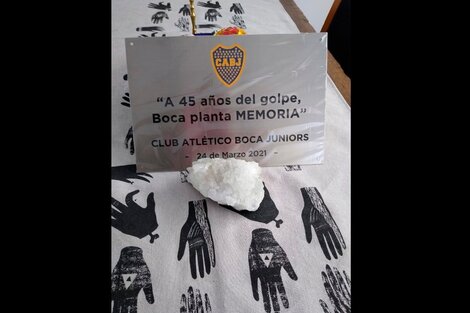 CABJ
“A 45 años del golpe,
Boca planta MEMORIA”
CLUB ATLÉTICO BOCA JUNIORS
- 24 de Marzo 2021 -